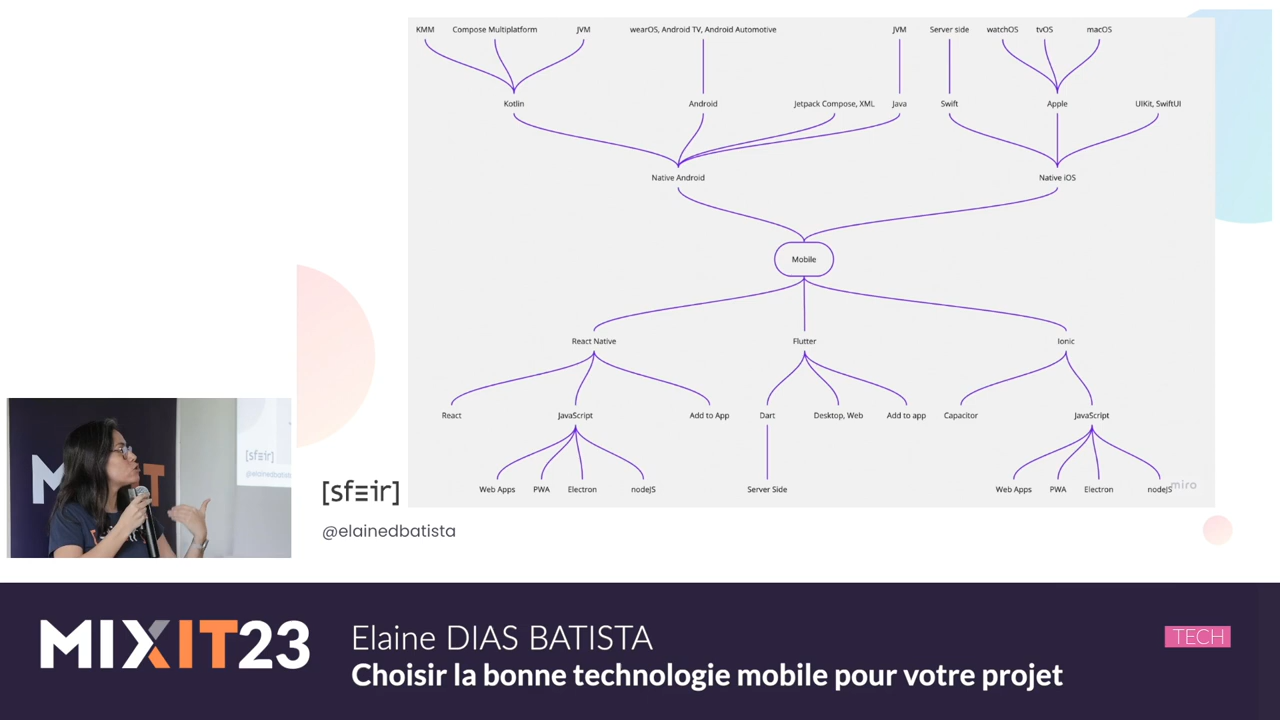 KMM Compose Multiplatform JVM wearOS, Android TV, Android Automotive JVM Server side watchOS tvOS macOS
Kotlin Android Jetpack Compose, XML Java Swift Apple UIKit, SwiftUI
Native Android Native iOS
Mobile
React Native Flutter Ionic
React JavaScript Add to App Dart Desktop, Web Add to app Capacitor JavaScript
Web Apps PWA Electron nodeJS Server Side Web Apps PWA Electron nodeJS
miro
[sfeir]
@elainedbatista
[sfeir]
@elainedbatista
MIXIT23
Elaine DIAS BATISTA
TECH
Choisir la bonne technologie mobile pour votre projet